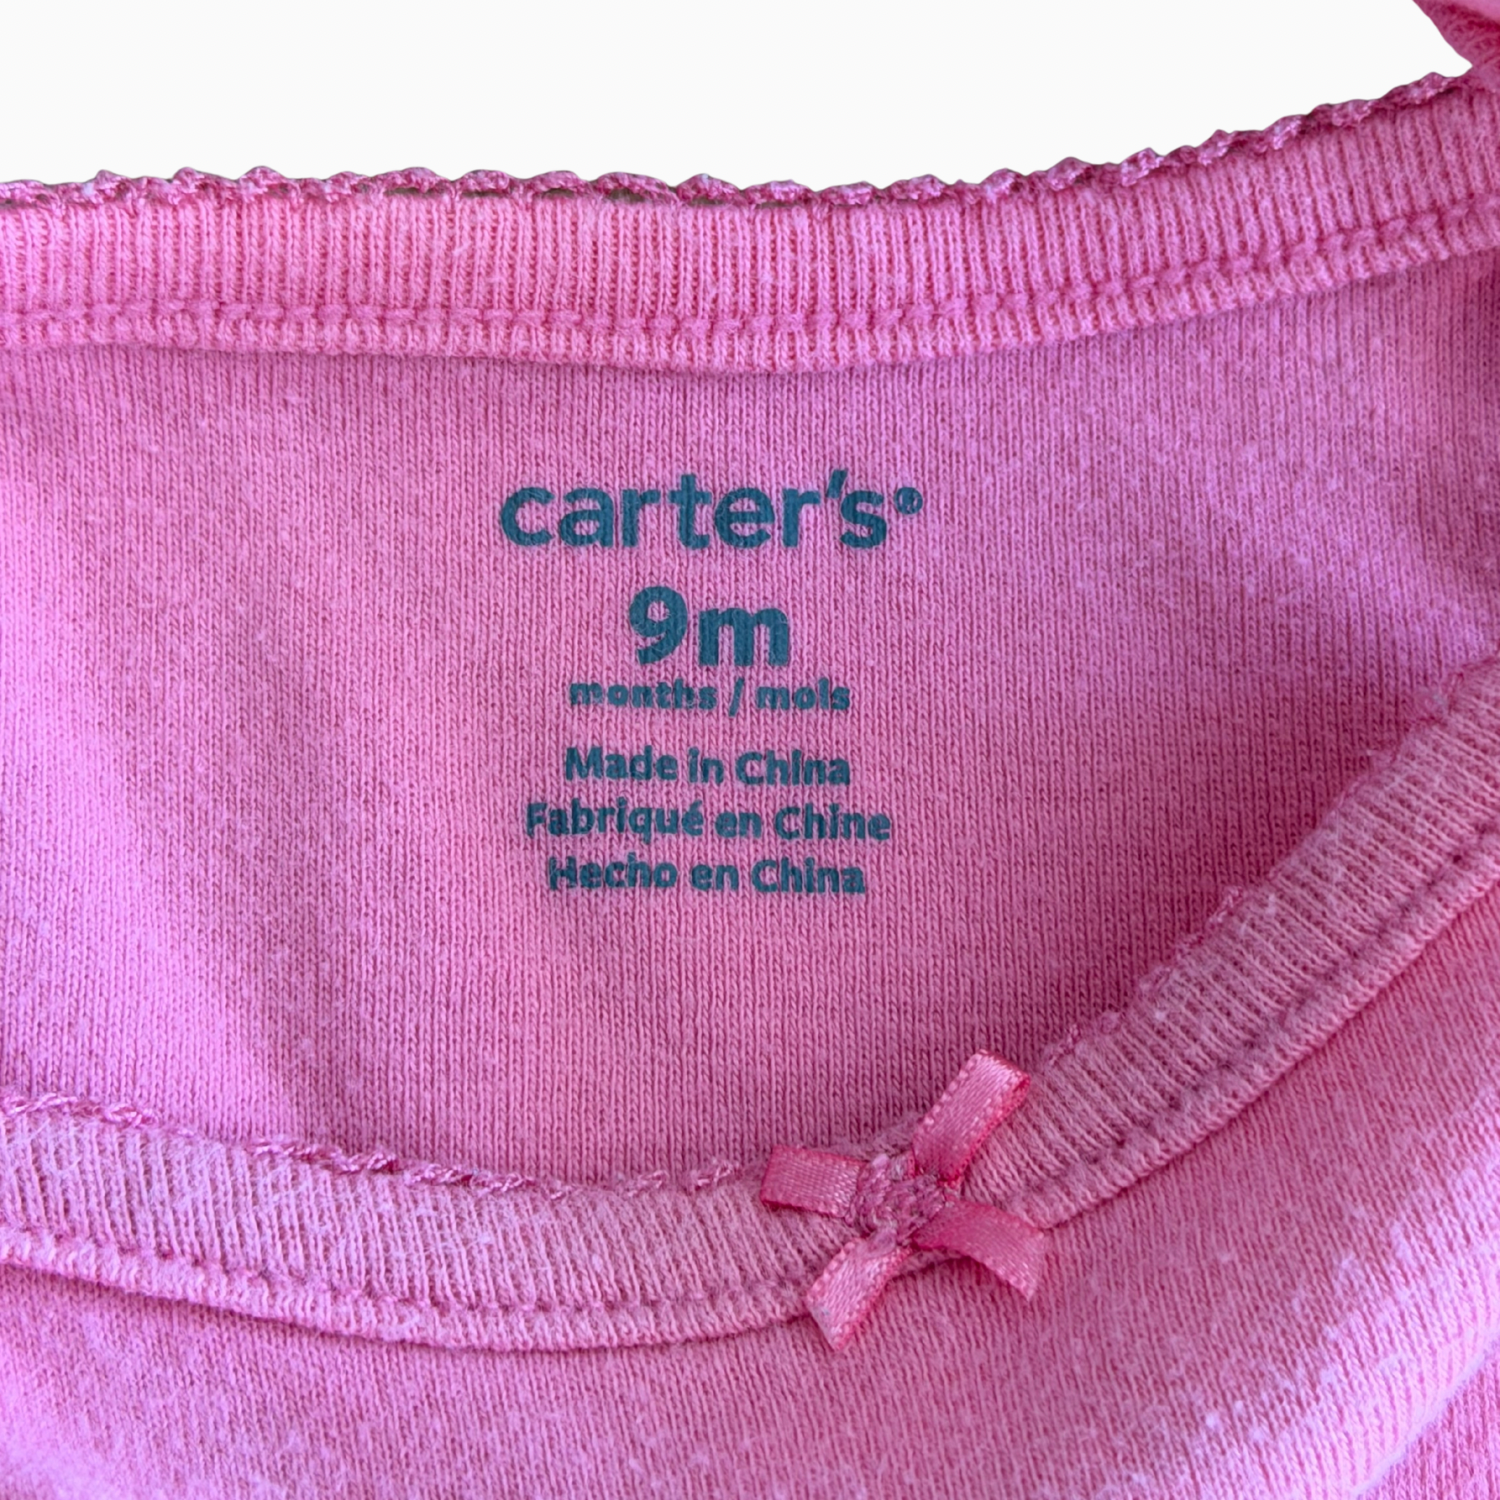 carter's®
9m
months / mois
Made in China
Fabriqué en Chine
Hecho en China